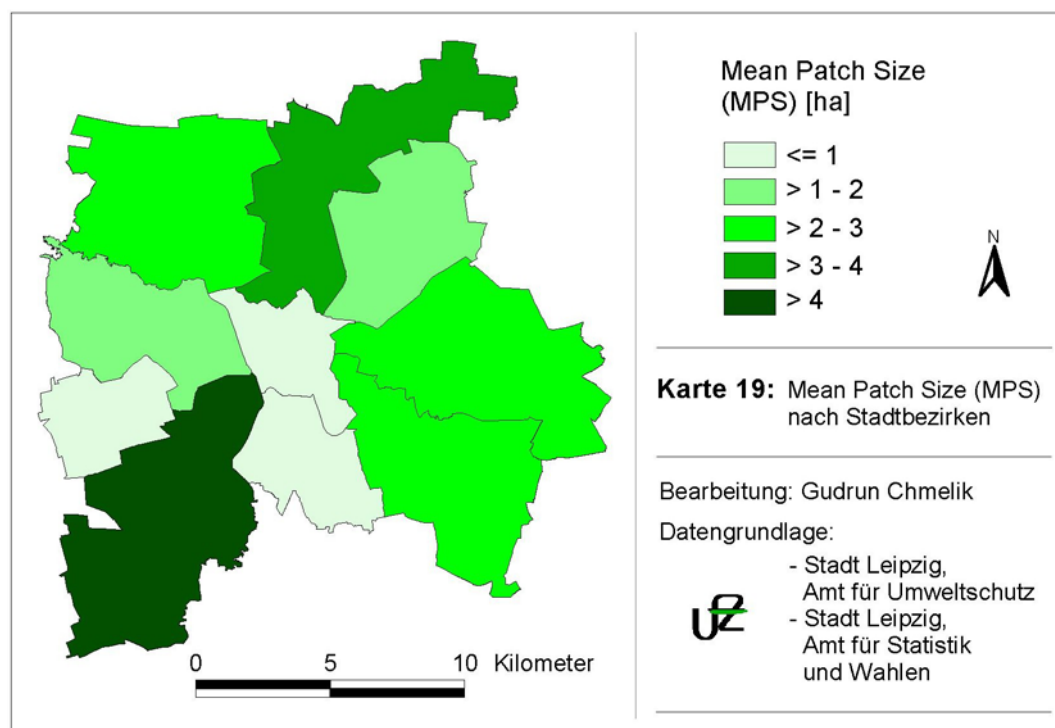 Mean Patch Size
(MPS) [ha]
<= 1
> 1 - 2
> 2 - 3
> 3 - 4
> 4
N
Karte 19: Mean Patch Size (MPS)
nach Stadtbezirken
Bearbeitung: Gudrun Chmelik
Datengrundlage:
- Stadt Leipzig,
Amt für Umweltschutz
- Stadt Leipzig,
Amt für Statistik
und Wahlen
UFZ
0 5 10 Kilometer